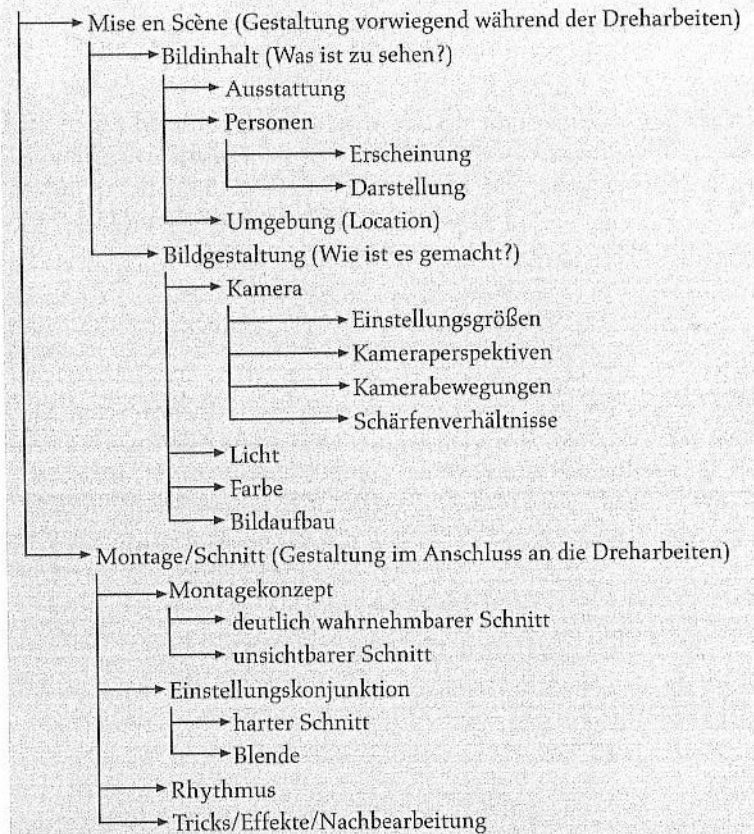 Mise en Scène (Gestaltung vorwiegend während der Dreharbeiten)
Bildinhalt (Was ist zu sehen?)
Ausstattung
Personen
Erscheinung
Darstellung
Umgebung (Location)
Bildgestaltung (Wie ist es gemacht?)
Kamera
Einstellungsgrößen
Kameraperspektiven
Kamerabewegungen
Schärfenverhältnisse
Licht
Farbe
Bildaufbau
Montage/Schnitt (Gestaltung im Anschluss an die Dreharbeiten)
Montagekonzept
deutlich wahrnehmbarer Schnitt
unsichtbarer Schnitt
Einstellungskonjunktion
harter Schnitt
Blende
Rhythmus
Tricks/Effekte/Nachbearbeitung